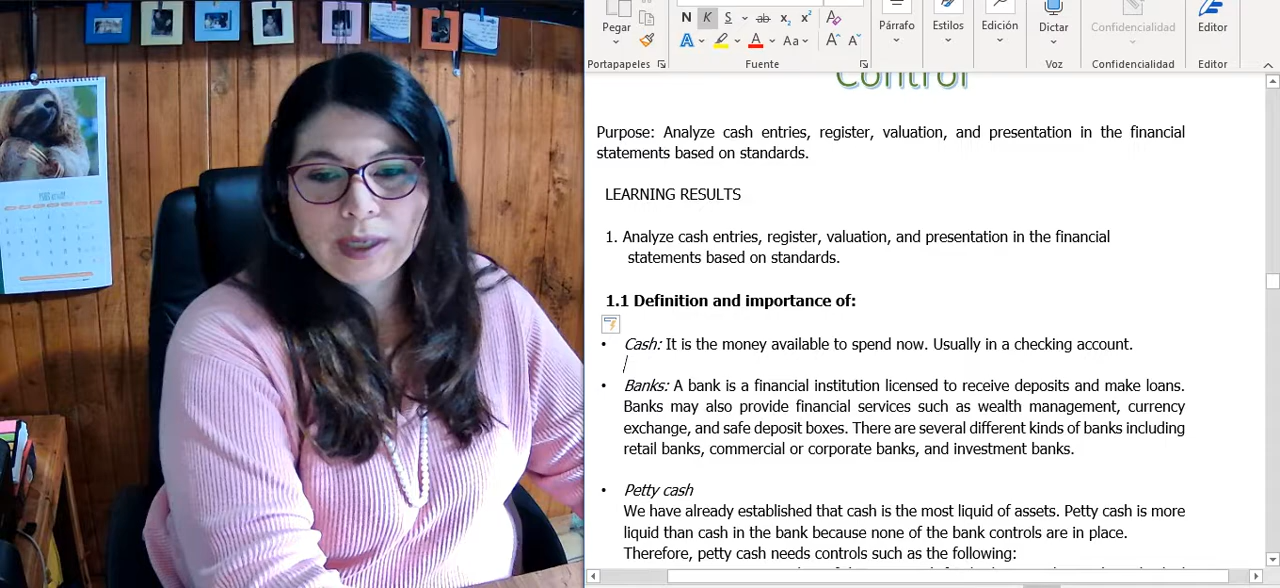 N K S ab x₂ x² A
Pegar
A A Aa A A
Párrafo
Estilos
Edición
Dictar
Confidencialidad
Editor
Portapapeles
Fuente
Voz
Confidencialidad
Editor
Control
Purpose: Analyze cash entries, register, valuation, and presentation in the financial
statements based on standards.
LEARNING RESULTS
1. Analyze cash entries, register, valuation, and presentation in the financial
statements based on standards.
1.1 Definition and importance of:
• Cash: It is the money available to spend now. Usually in a checking account.
• Banks: A bank is a financial institution licensed to receive deposits and make loans.
Banks may also provide financial services such as wealth management, currency
exchange, and safe deposit boxes. There are several different kinds of banks including
retail banks, commercial or corporate banks, and investment banks.
• Petty cash
We have already established that cash is the most liquid of assets. Petty cash is more
liquid than cash in the bank because none of the bank controls are in place.
Therefore, petty cash needs controls such as the following: